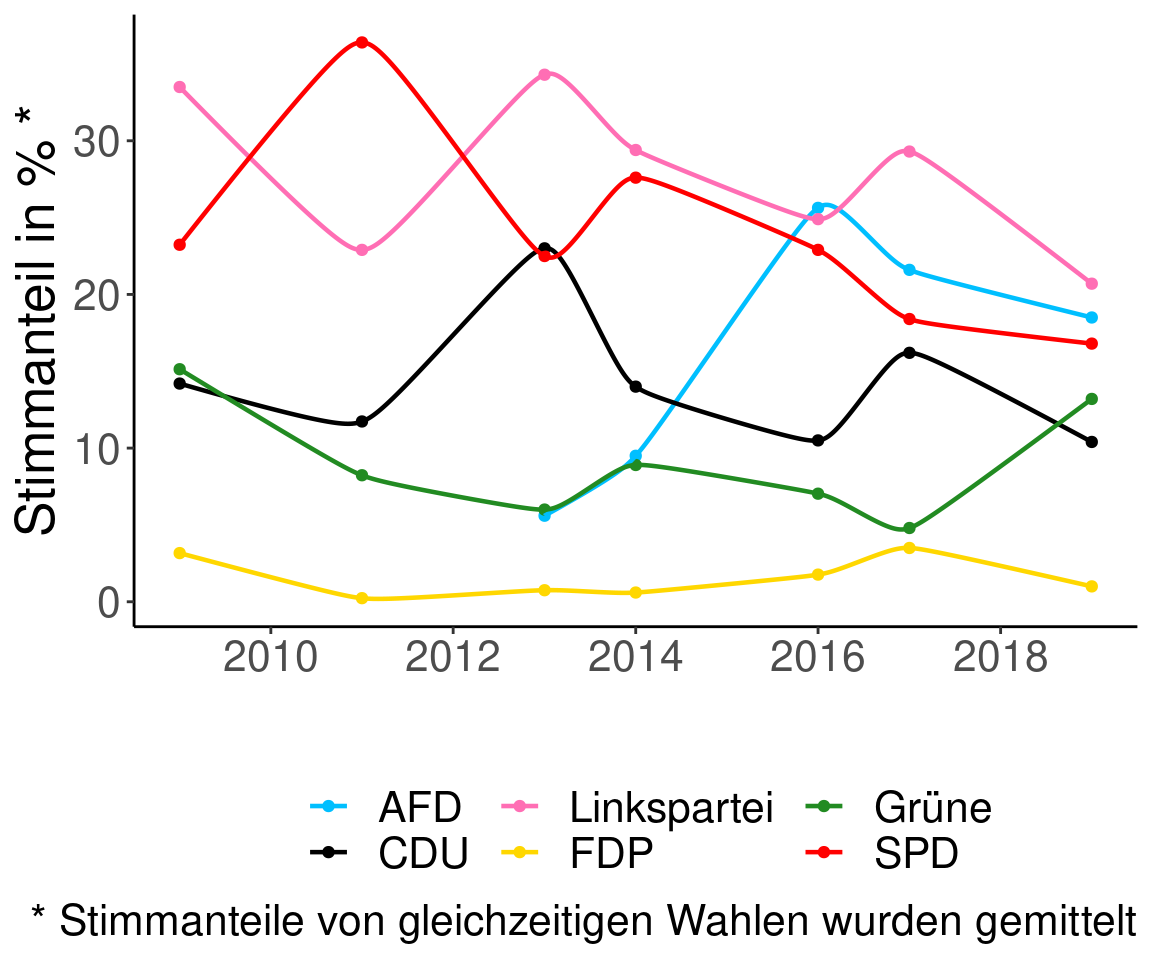 Stimmanteil in % *
30
20
10
0
2010 2012 2014 2016 2018
AFD Linkspartei Grüne
CDU FDP SPD
* Stimmanteile von gleichzeitigen Wahlen wurden gemittelt